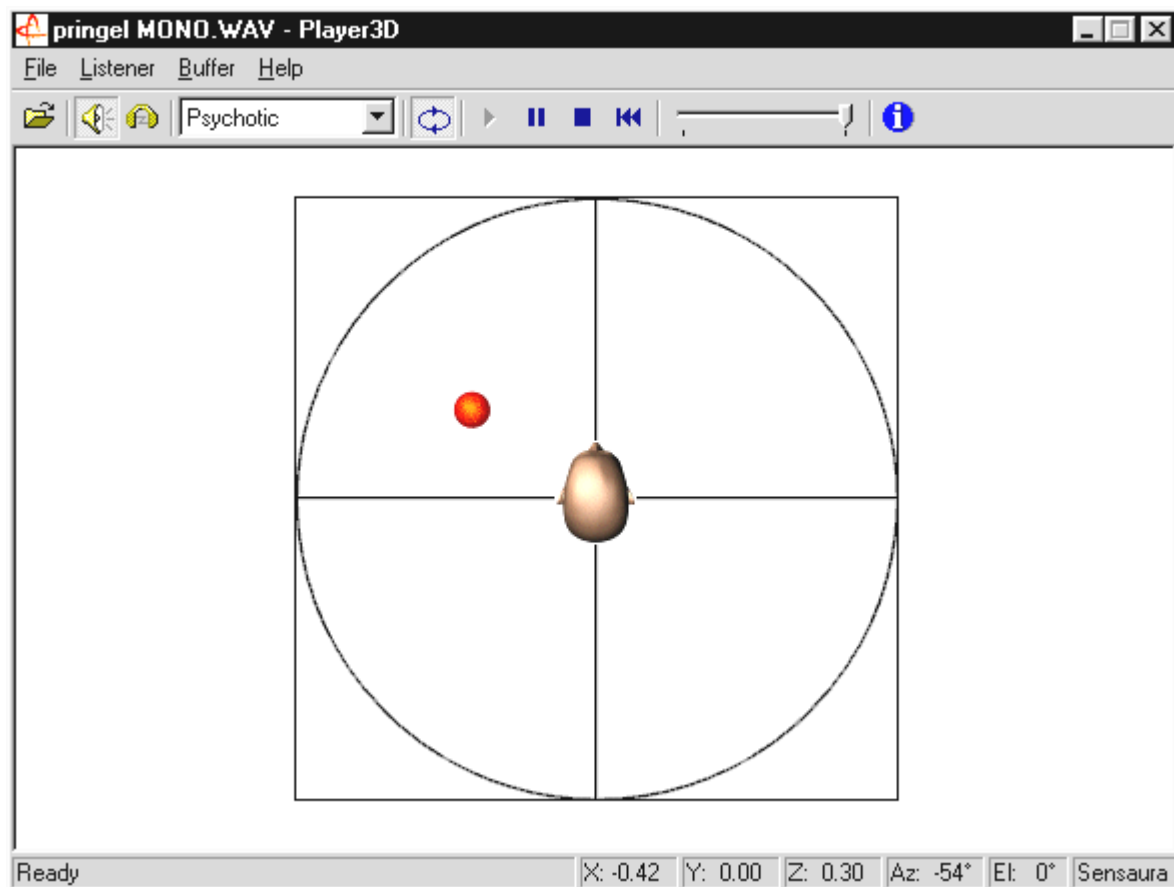 pringel MONO.WAV - Player3D
File Listener Buffer Help
Psychotic
Ready X: -0.42 Y: 0.00 Z: 0.30 Az: -54° El: 0° Sensaura